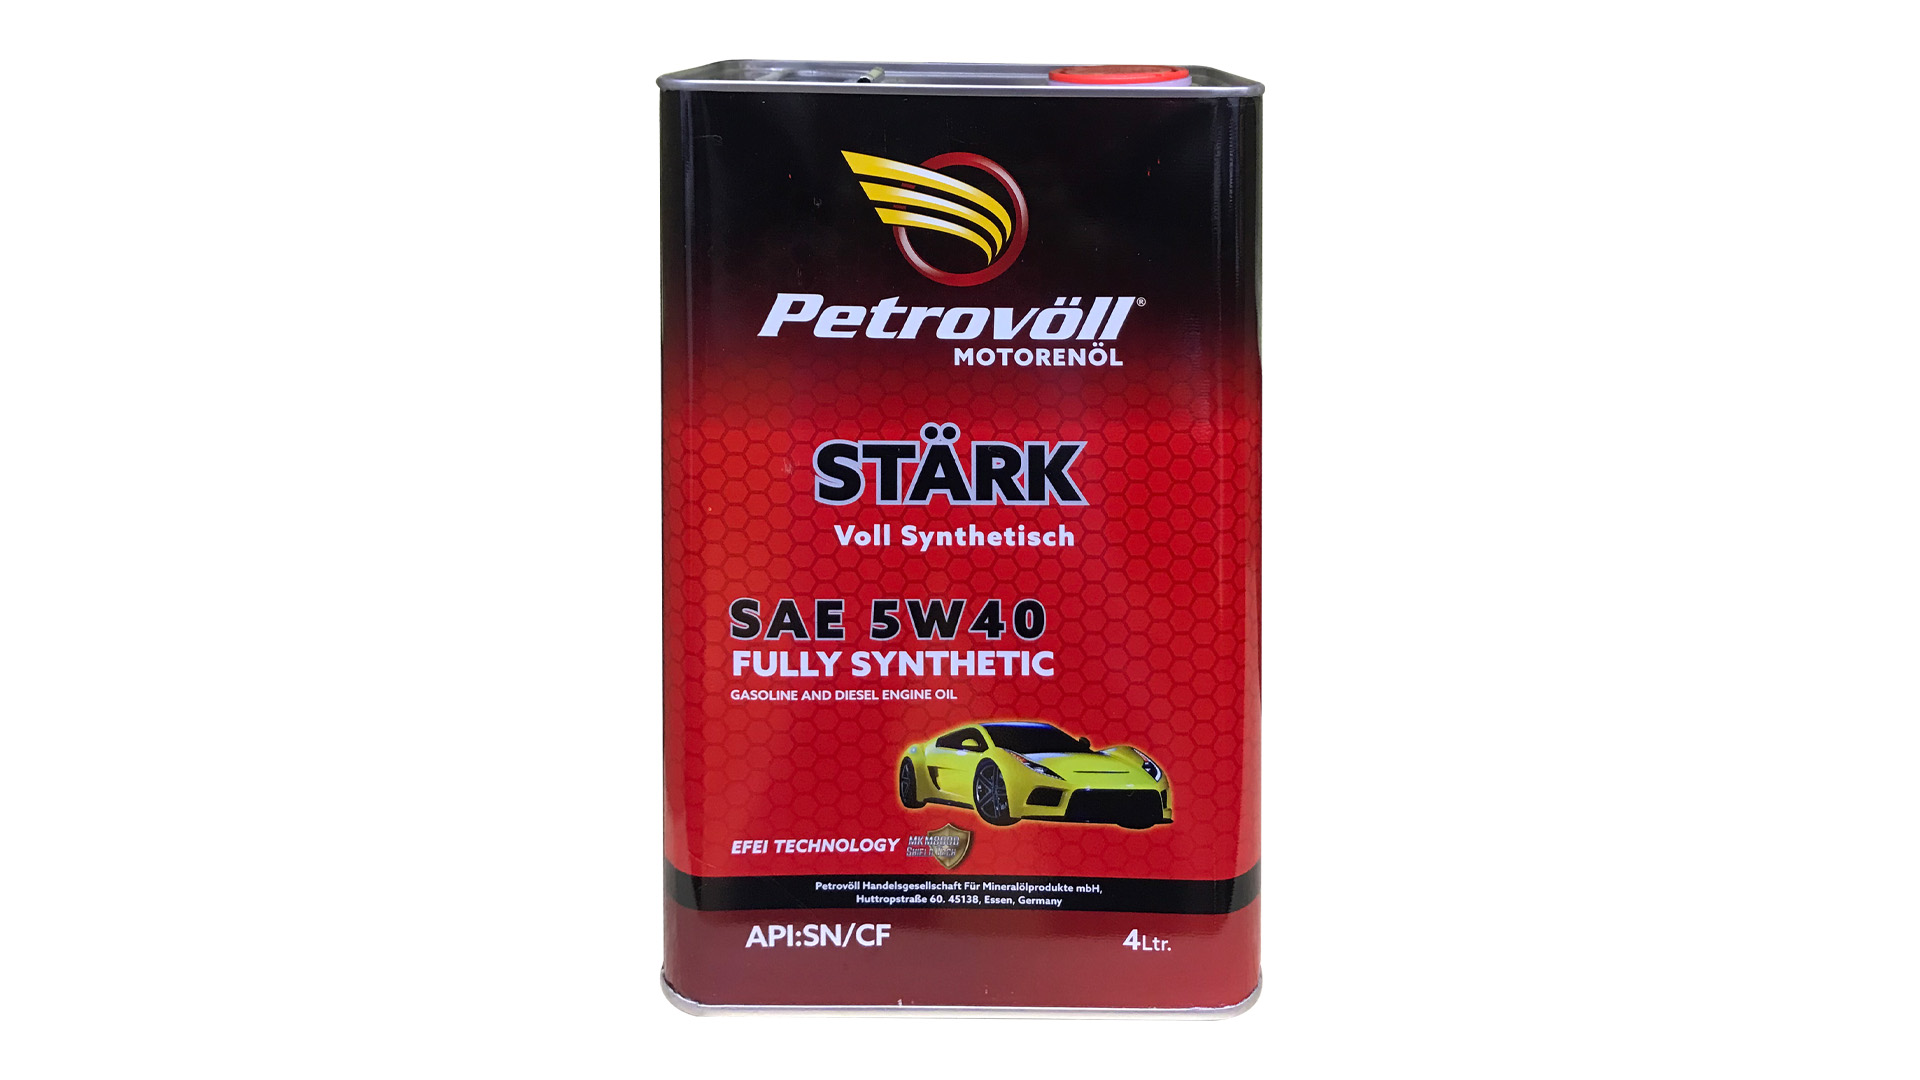 Petrovöll®
MOTORENÖL
STÄRK
Voll Synthetisch
SAE 5W40
FULLY SYNTHETIC
GASOLINE AND DIESEL ENGINE OIL
EFEI TECHNOLOGY
Petrovöll Handelsgesellschaft Für Mineralölprodukte mbH,
Huttropstraße 60. 45138, Essen, Germany
API:SN/CF
4Ltr.